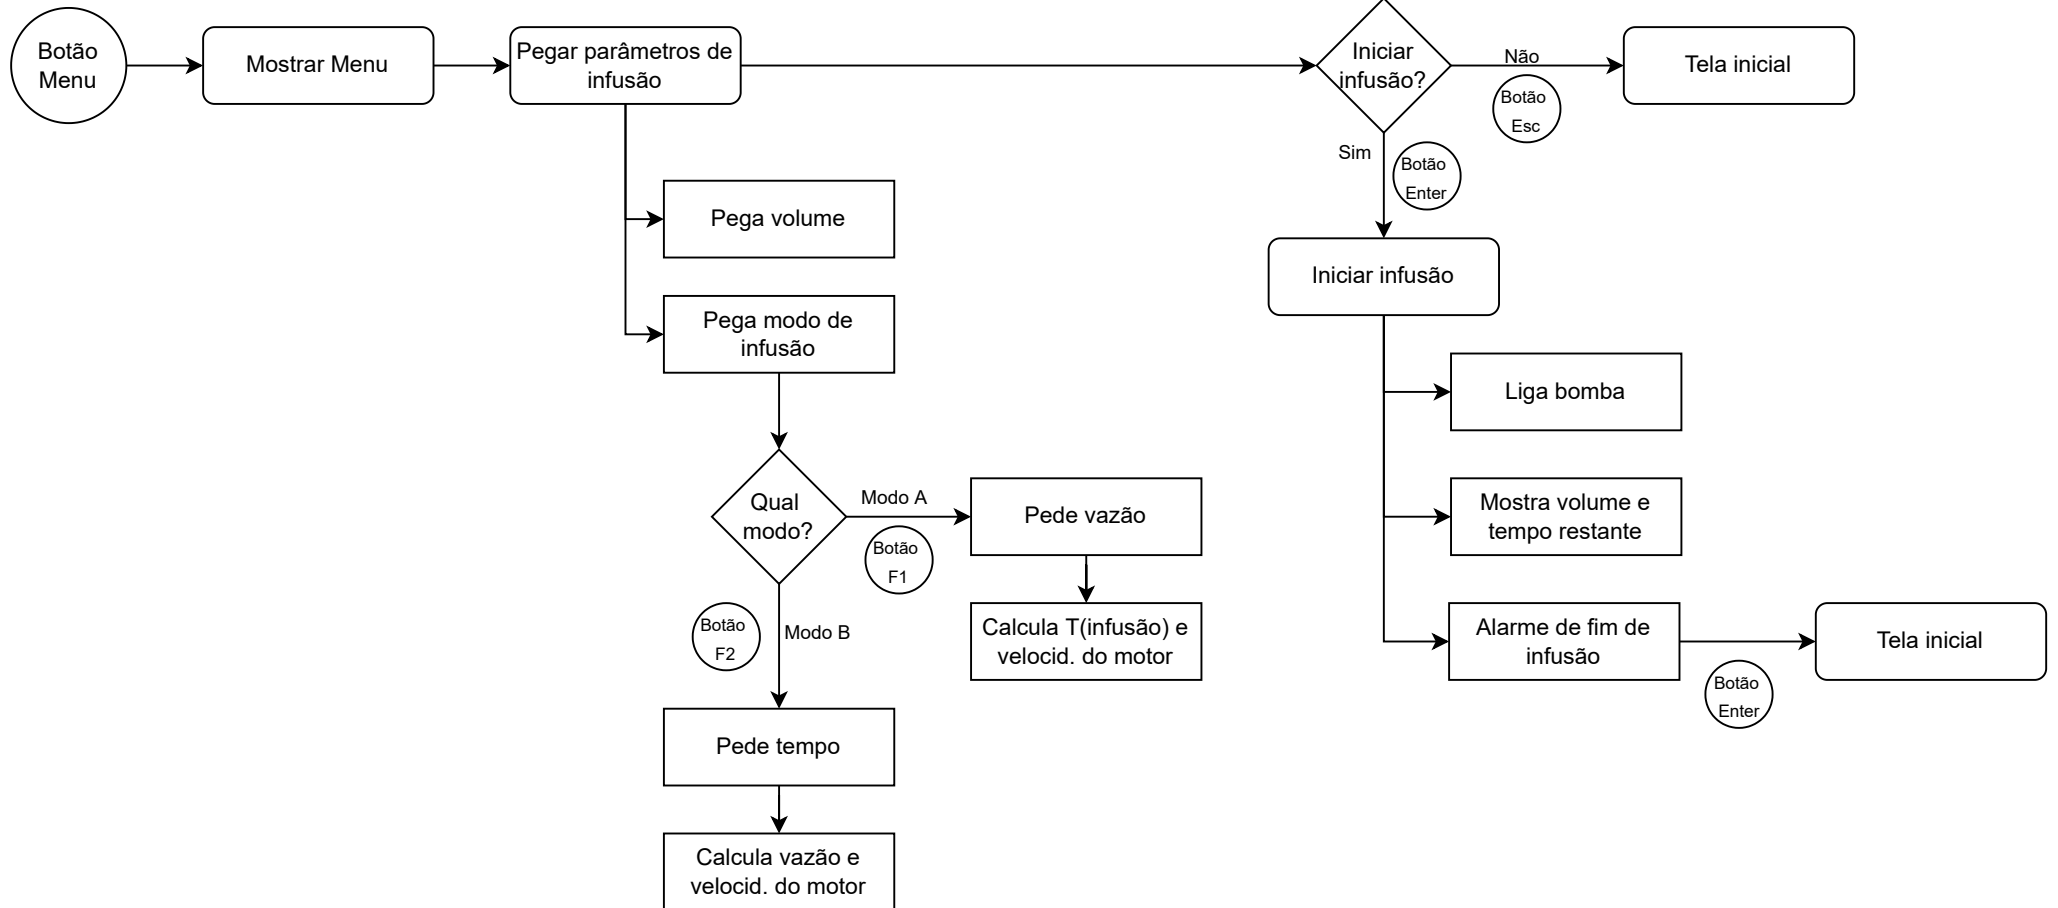 Botão
Menu
Mostrar Menu
Pegar parâmetros de
infusão
Iniciar
infusão?
Não
Botão
Esc
Tela inicial
Sim
Botão
Enter
Pega volume
Iniciar infusão
Pega modo de
infusão
Liga bomba
Qual
modo?
Modo A
Botão
F1
Pede vazão
Mostra volume e
tempo restante
Botão
F2
Modo B
Calcula T(infusão) e
velocid. do motor
Alarme de fim de
infusão
Botão
Enter
Tela inicial
Pede tempo
Calcula vazão e
velocid. do motor